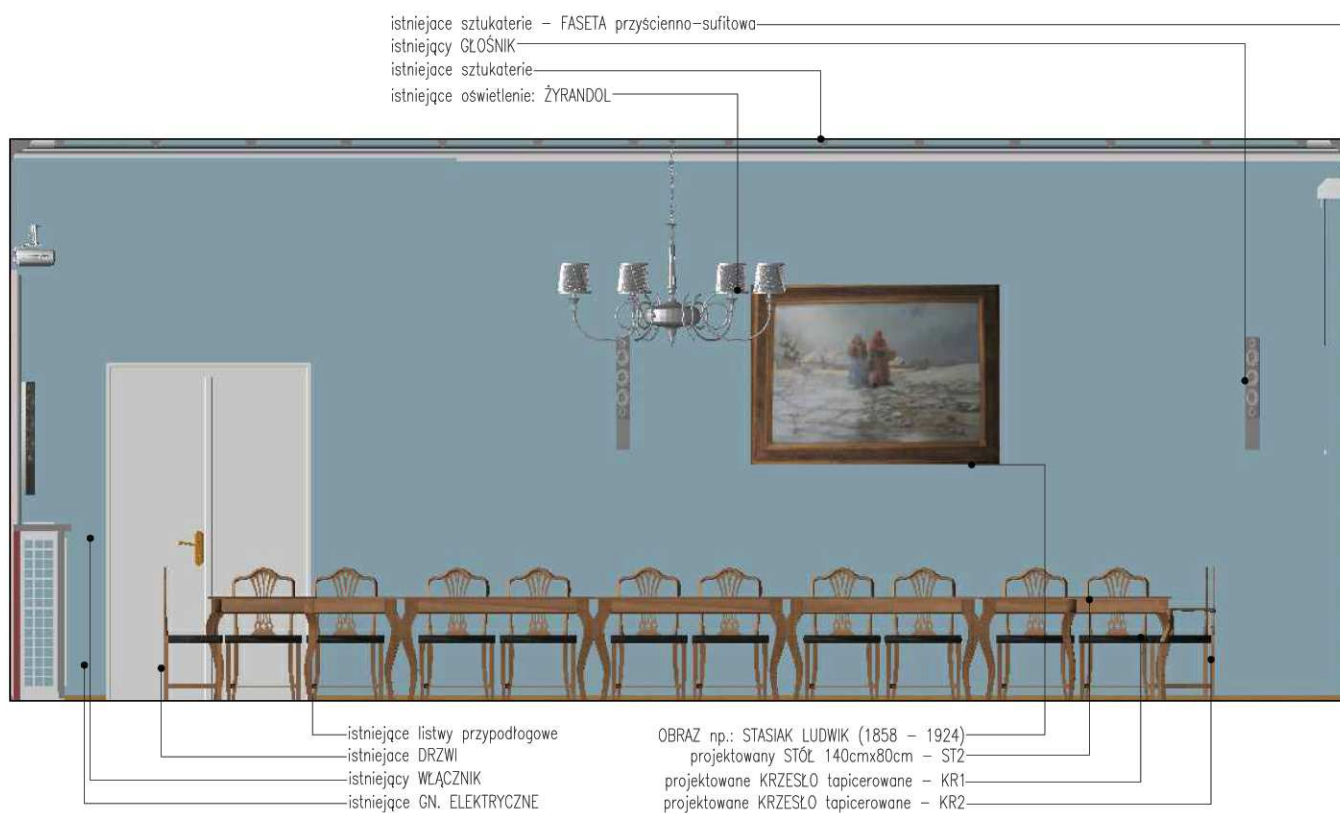 istniejace sztukaterie – FASETA przyścienno–sufitowa
istniejący GŁOŚNIK
istniejace sztukaterie
istniejące oświetlenie: ŻYRANDOL
istniejące listwy przypodłogowe
istniejace DRZWI
istniejący WŁĄCZNIK
istniejące GN. ELEKTRYCZNE
OBRAZ np.: STASIAK LUDWIK (1858 – 1924)
projektowany STÓŁ 140cmx80cm – ST2
projektowane KRZESŁO tapicerowane – KR1
projektowane KRZESŁO tapicerowane – KR2